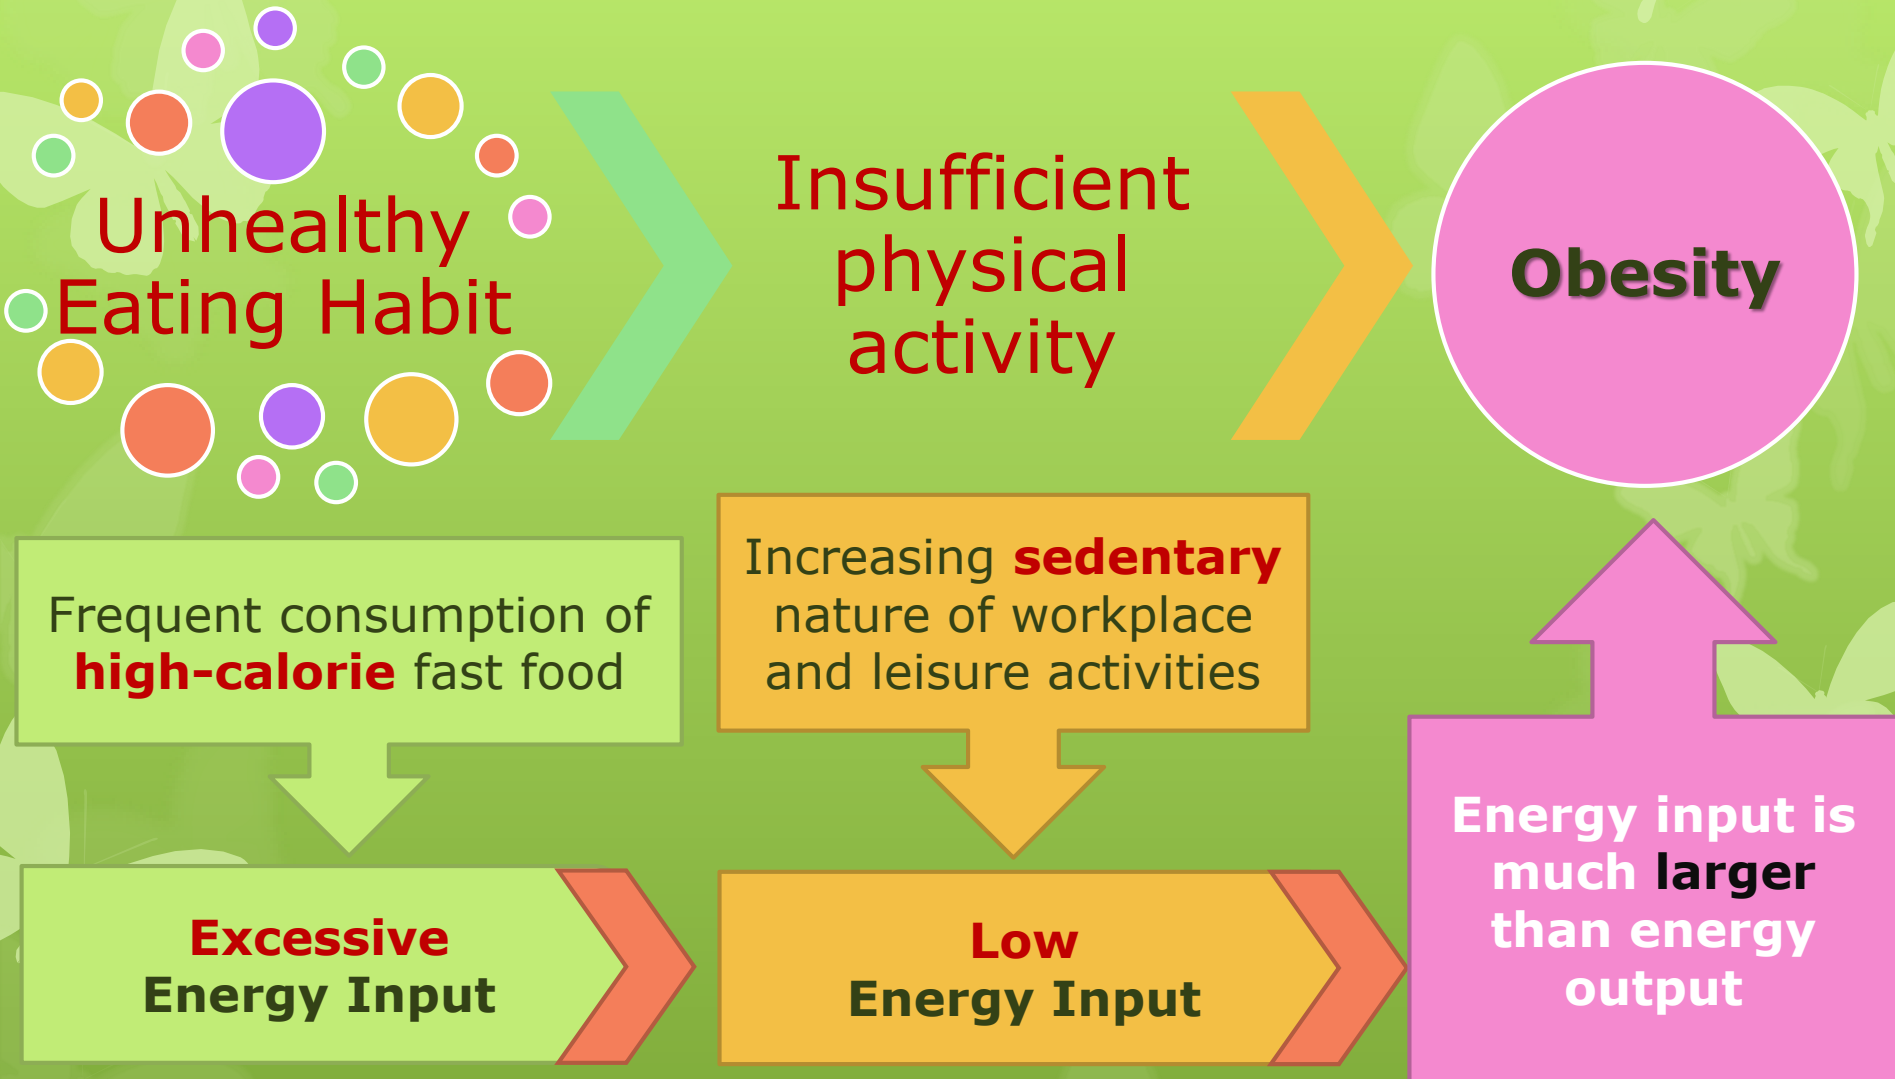 Unhealthy
Eating Habit
Insufficient
physical
activity
Obesity
Frequent consumption of
high-calorie fast food
Increasing sedentary
nature of workplace
and leisure activities
Excessive
Energy Input
Low
Energy Input
Energy input is
much larger
than energy
output